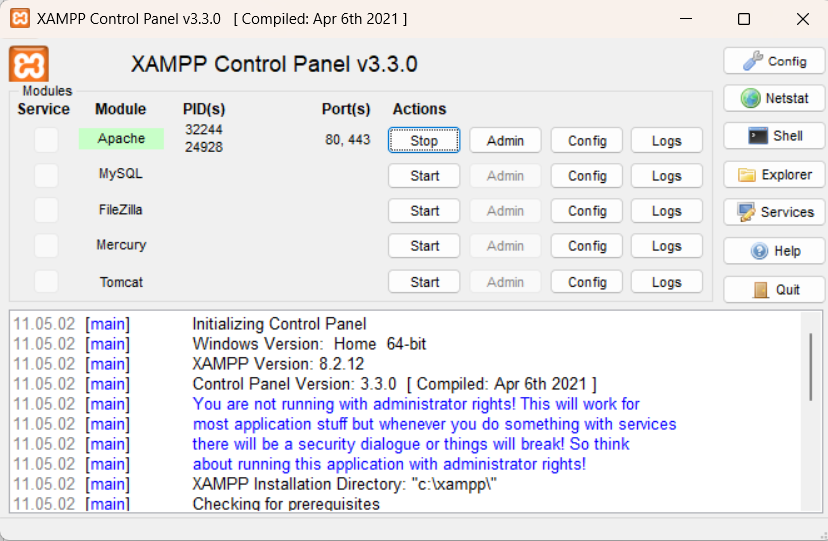 XAMPP Control Panel v3.3.0 [ Compiled: Apr 6th 2021 ]
XAMPP Control Panel v3.3.0
Config
Modules
Service Module PID(s) Port(s) Actions
Netstat
Apache 32244 80, 443 Stop Admin Config Logs
24928
Shell
MySQL Start Admin Config Logs
Explorer
FileZilla Start Admin Config Logs
Services
Mercury Start Admin Config Logs
Help
Tomcat Start Admin Config Logs
Quit
11.05.02 [main] Initializing Control Panel
11.05.02 [main] Windows Version: Home 64-bit
11.05.02 [main] XAMPP Version: 8.2.12
11.05.02 [main] Control Panel Version: 3.3.0 [ Compiled: Apr 6th 2021 ]
11.05.02 [main] You are not running with administrator rights! This will work for
11.05.02 [main] most application stuff but whenever you do something with services
11.05.02 [main] there will be a security dialogue or things will break! So think
11.05.02 [main] about running this application with administrator rights!
11.05.02 [main] XAMPP Installation Directory: "c:\xampp\"
11.05.02 [main] Checking for prerequisites